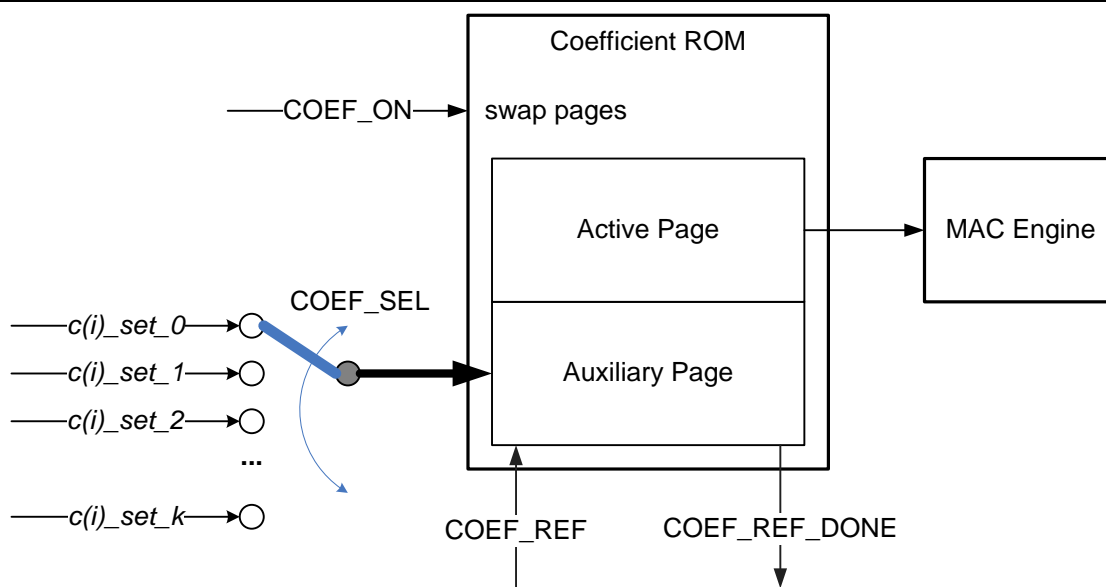 Coefficient ROM
COEF_ON
swap pages
Active Page
MAC Engine
COEF_SEL
c(i)_set_0
c(i)_set_1
Auxiliary Page
c(i)_set_2
...
c(i)_set_k
COEF_REF
COEF_REF_DONE